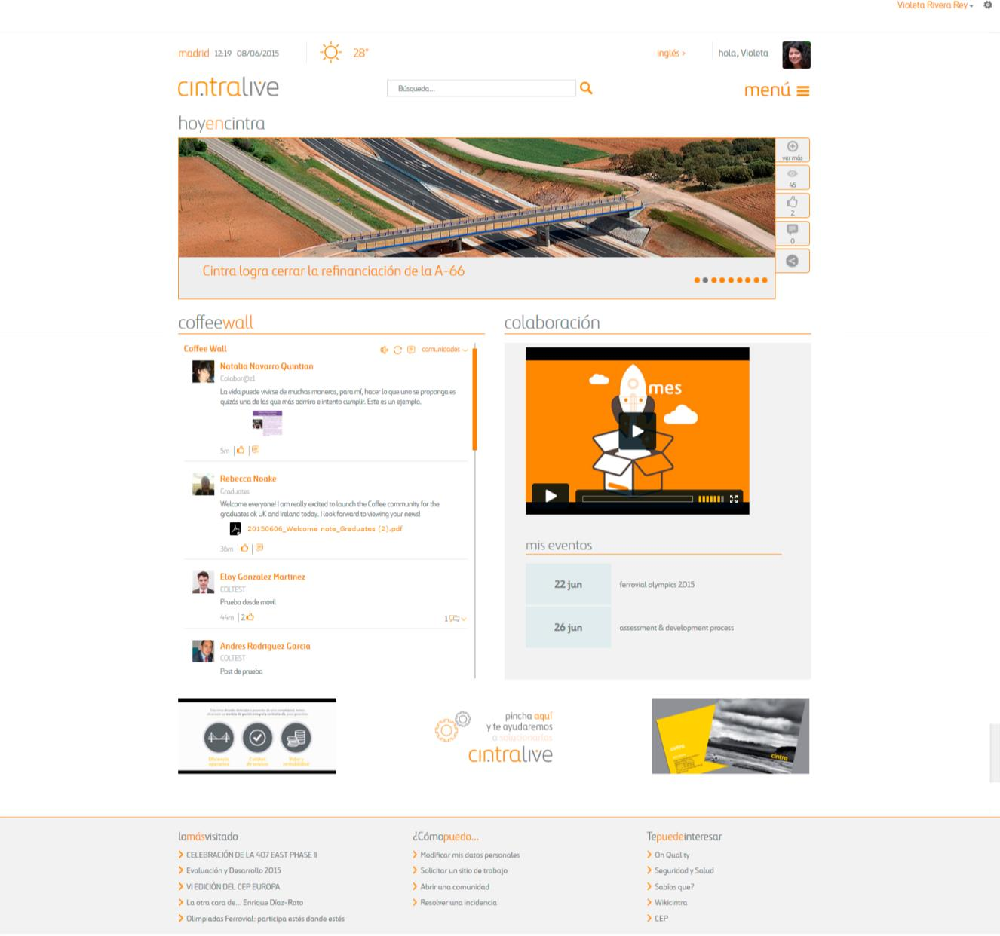 Violeta Rivera Rey
madrid 12:19 08/06/2015
28°
inglés >
hola, Violeta
cintralive
Búsqueda...
menú
hoyencintra
ver más
45
2
0
Cintra logra cerrar la refinanciación de la A-66
coffeewall
Coffee Wall
comunidades
Natalia Navarro Quintian
Colabor@z1
La vida puede vivirse de muchas maneras, para mí, hacer lo que uno se proponga es
quizás una de las que más admiro e intento cumplir. Este es un ejemplo.
5m
Rebecca Noake
Graduates
Welcome everyone! I am really excited to launch the Coffee community for the
graduates ok UK and Ireland today. I look forward to viewing your news!
20150606_Welcome note_Graduates (2).pdf
36m
Eloy Gonzalez Martinez
COLTEST
Prueba desde movil
44m 2
1
Andres Rodriguez Garcia
COLTEST
Post de prueba
colaboración
mes
mis eventos
22 jun ferrovial olympics 2015
26 jun assessment & development process
Eficiencia
operativa
Calidad
de servicio
Valor y
rentabilidad
pincha aquí
y te ayudaremos
a solucionarlas
cintralive
cintra
cintra
lomásvisitado
CELEBRACIÓN DE LA 407 EAST PHASE II
Evaluación y Desarrollo 2015
VI EDICIÓN DEL CEP EUROPA
La otra cara de... Enrique Díaz-Rato
Olimpiadas Ferrovial: participa estés donde estés
¿Cómopuedo...
Modificar mis datos personales
Solicitar un sitio de trabajo
Abrir una comunidad
Resolver una incidencia
Tepuedeinteresar
On Quality
Seguridad y Salud
Sabías que?
Wikicintra
CEP